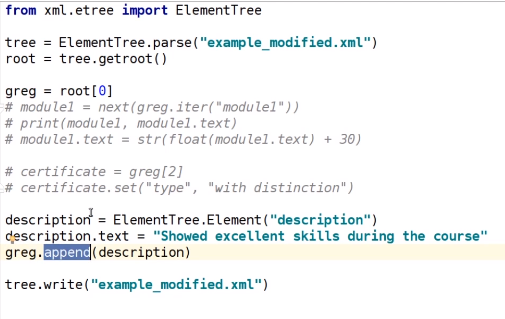 from xml.etree import ElementTree
tree = ElementTree.parse("example_modified.xml")
root = tree.getroot()
greg = root[0]
# module1 = next(greg.iter("module1"))
# print(module1, module1.text)
# module1.text = str(float(module1.text) + 30)
# certificate = greg[2]
# certificate.set("type", "with distinction")
description = ElementTree.Element("description")
description.text = "Showed excellent skills during the course"
greg.append(description)
tree.write("example_modified.xml")